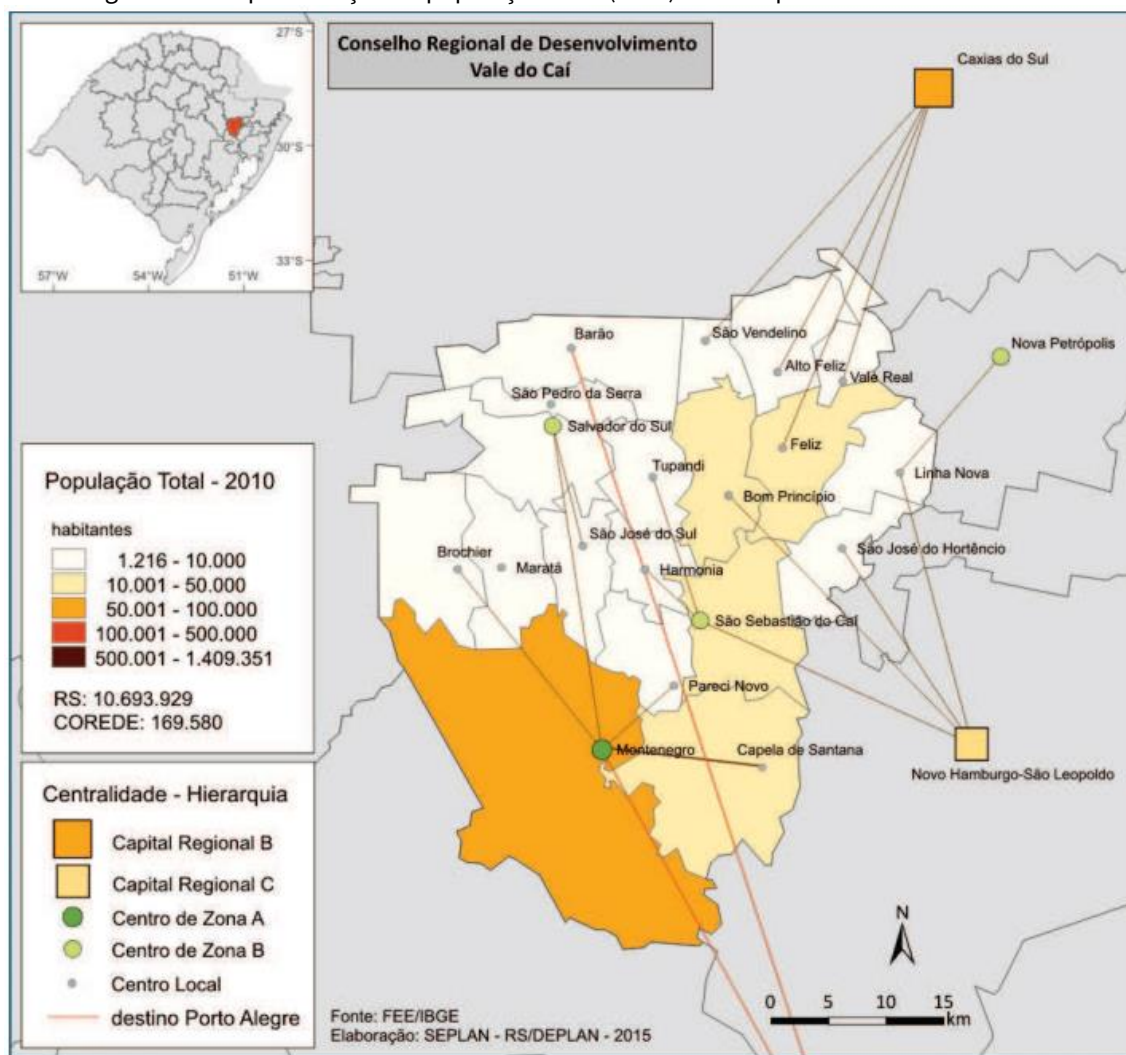 Conselho Regional de Desenvolvimento
Vale do Caí
27°S
30°S
33°S
57°W
54°W
51°W
Caxias do Sul
Nova Petrópolis
Barão
São Vendelino
Alto Feliz
Vale Real
São Pedro da Serra
Salvador do Sul
Feliz
Tupandi
Linha Nova
Bom Princípio
São José do Sul
São José do Hortêncio
Brochier
Maratá
Harmonia
São Sebastião do Caí
Pareci Novo
Montenegro
Capela de Santana
Novo Hamburgo-São Leopoldo
População Total - 2010
habitantes
1.216 - 10.000
10.001 - 50.000
50.001 - 100.000
100.001 - 500.000
500.001 - 1.409.351
RS: 10.693.929
COREDE: 169.580
Centralidade - Hierarquia
Capital Regional B
Capital Regional C
Centro de Zona A
Centro de Zona B
Centro Local
destino Porto Alegre
Fonte: FEE/IBGE
Elaboração: SEPLAN - RS/DEPLAN - 2015
N
0 5 10 15
km